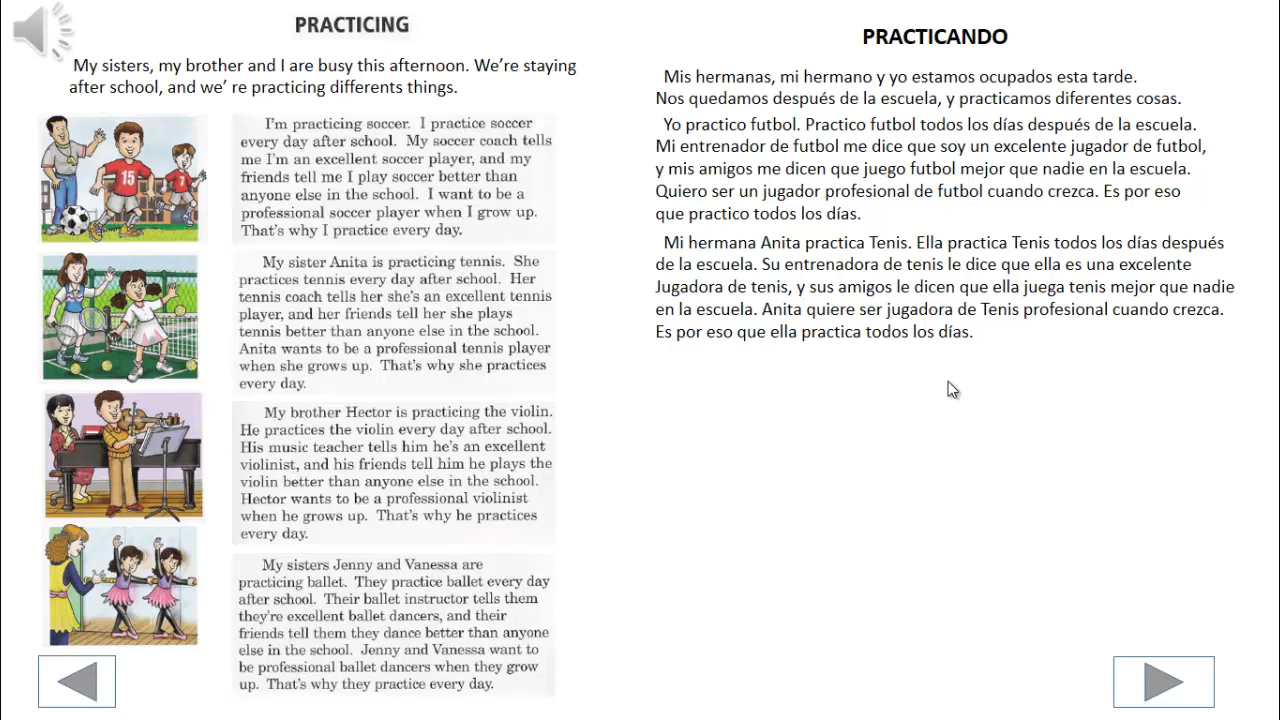 PRACTICING
My sisters, my brother and I are busy this afternoon. We're staying
after school, and we' re practicing differents things.
I'm practicing soccer. I practice soccer
every day after school. My soccer coach tells
me I'm an excellent soccer player, and my
friends tell me I play soccer better than
anyone else in the school. I want to be a
professional soccer player when I grow up.
That's why I practice every day.
15
7
My sister Anita is practicing tennis. She
practices tennis every day after school. Her
tennis coach tells her she's an excellent tennis
player, and her friends tell her she plays
tennis better than anyone else in the school.
Anita wants to be a professional tennis player
when she grows up. That's why she practices
every day.
My brother Hector is practicing the violin.
He practices the violin every day after school.
His music teacher tells him he's an excellent
violinist, and his friends tell him he plays the
violin better than anyone else in the school.
Hector wants to be a professional violinist
when he grows up. That's why he practices
every day.
My sisters Jenny and Vanessa are
practicing ballet. They practice ballet every day
after school. Their ballet instructor tells them
they're excellent ballet dancers, and their
friends tell them they dance better than anyone
else in the school. Jenny and Vanessa want to
be professional ballet dancers when they grow
up. That's why they practice every day.
PRACTICANDO
Mis hermanas, mi hermano y yo estamos ocupados esta tarde.
Nos quedamos después de la escuela, y practicamos diferentes cosas.
Yo practico futbol. Practico futbol todos los días después de la escuela.
Mi entrenador de futbol me dice que soy un excelente jugador de futbol,
y mis amigos me dicen que juego futbol mejor que nadie en la escuela.
Quiero ser un jugador profesional de futbol cuando crezca. Es por eso
que practico todos los días.
Mi hermana Anita practica Tenis. Ella practica Tenis todos los días después
de la escuela. Su entrenadora de tenis le dice que ella es una excelente
Jugadora de tenis, y sus amigos le dicen que ella juega tenis mejor que nadie
en la escuela. Anita quiere ser jugadora de Tenis profesional cuando crezca.
Es por eso que ella practica todos los días.